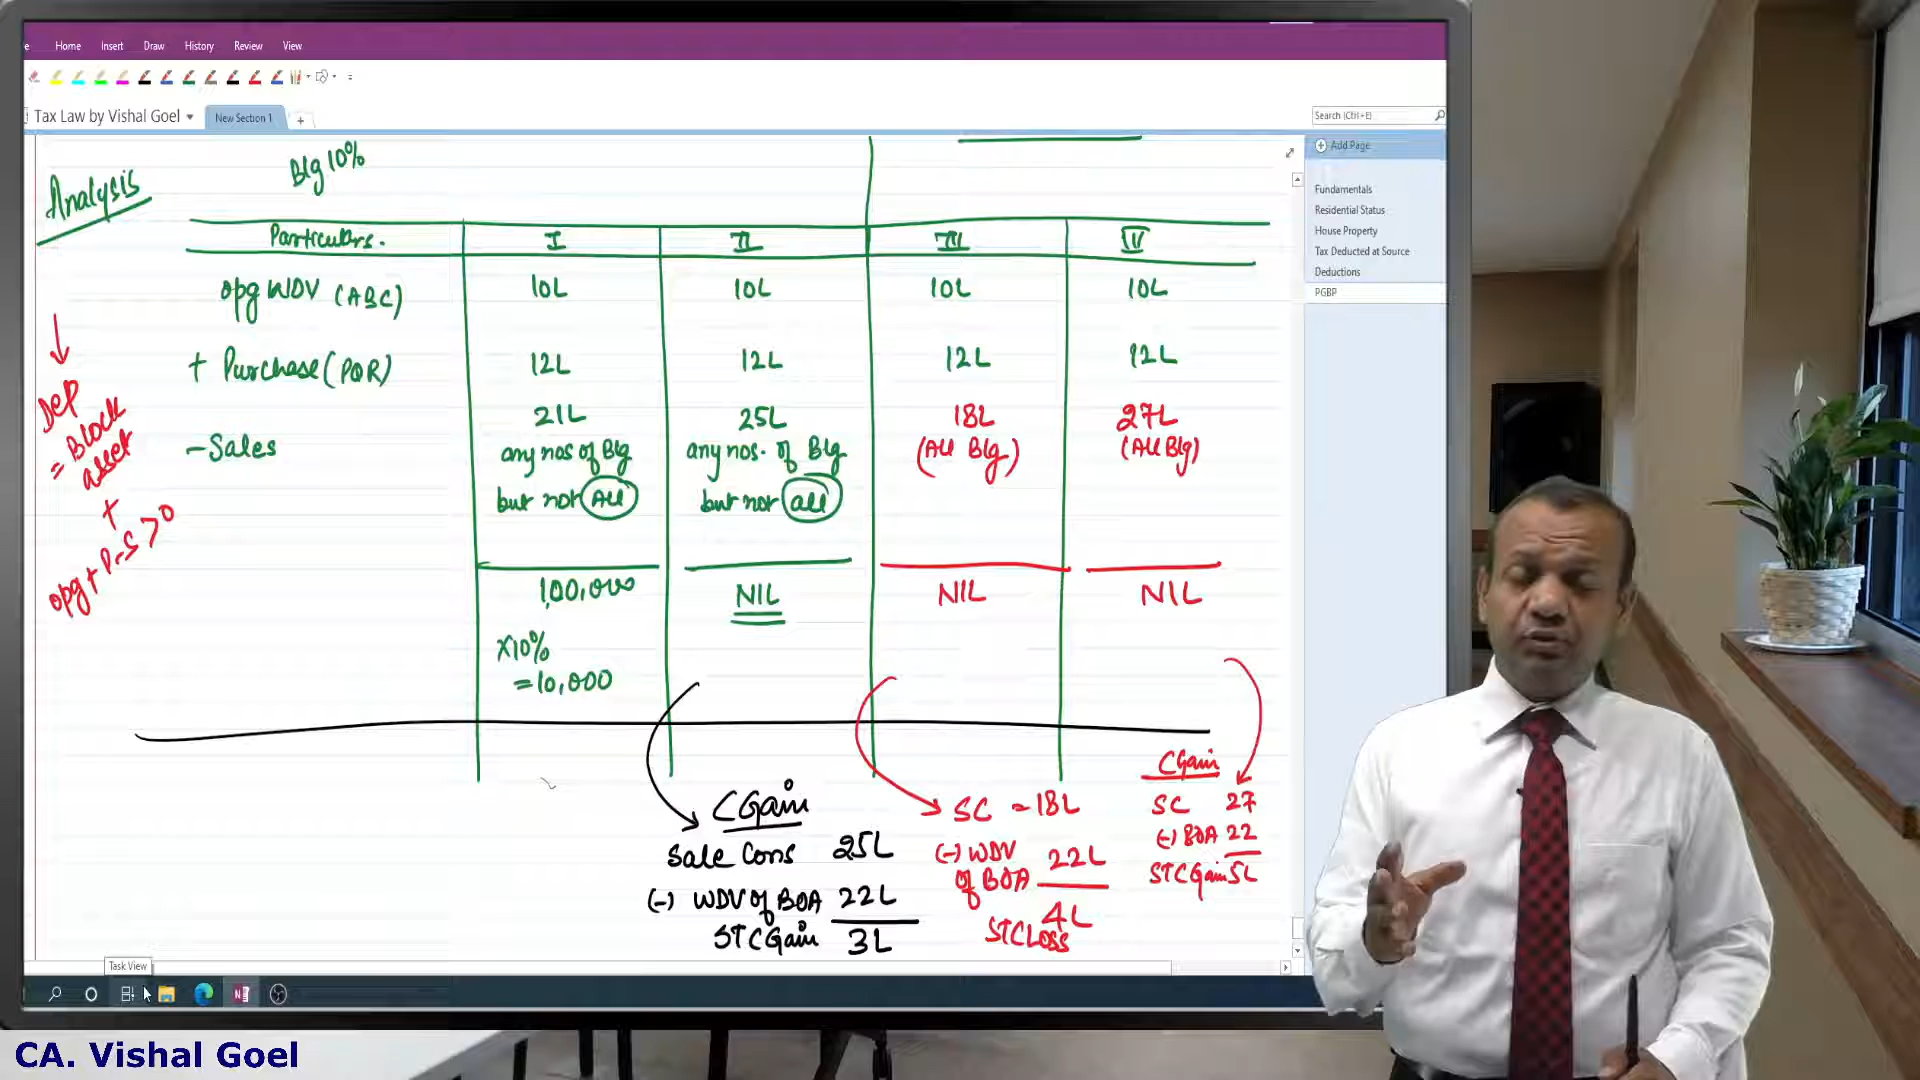 Home Insert Draw History Review View
Tax Law by Vishal Goel
New Section 1
Search (Ctrl+E)
Add Page
Fundamentals
Residential Status
House Property
Tax Deducted at Source
Deductions
PGBP
Analysis
Blg 10%
Particulars. I II III IV
opg WDV (ABC) 10L 10L 10L 10L
+ Purchase (PQR) 12L 12L 12L 12L
- Sales 21L 25L 18L 27L
any nos of Blg any nos. of Blg (All Blg) (All Blg)
but not All but not all
1,00,000 NIL NIL NIL
x10%
=10,000
Dep
= Block
asset
+
opg + P-S > 0
CGain
Sale Cons 25L
(-) WDV of BOA 22L
STCGain 3L
SC = 18L
(-) WDV 22L
of BOA
4L
STCLoss
CGain
SC 27
(-) BOA 22
STCGain 5L
Task View
CA. Vishal Goel